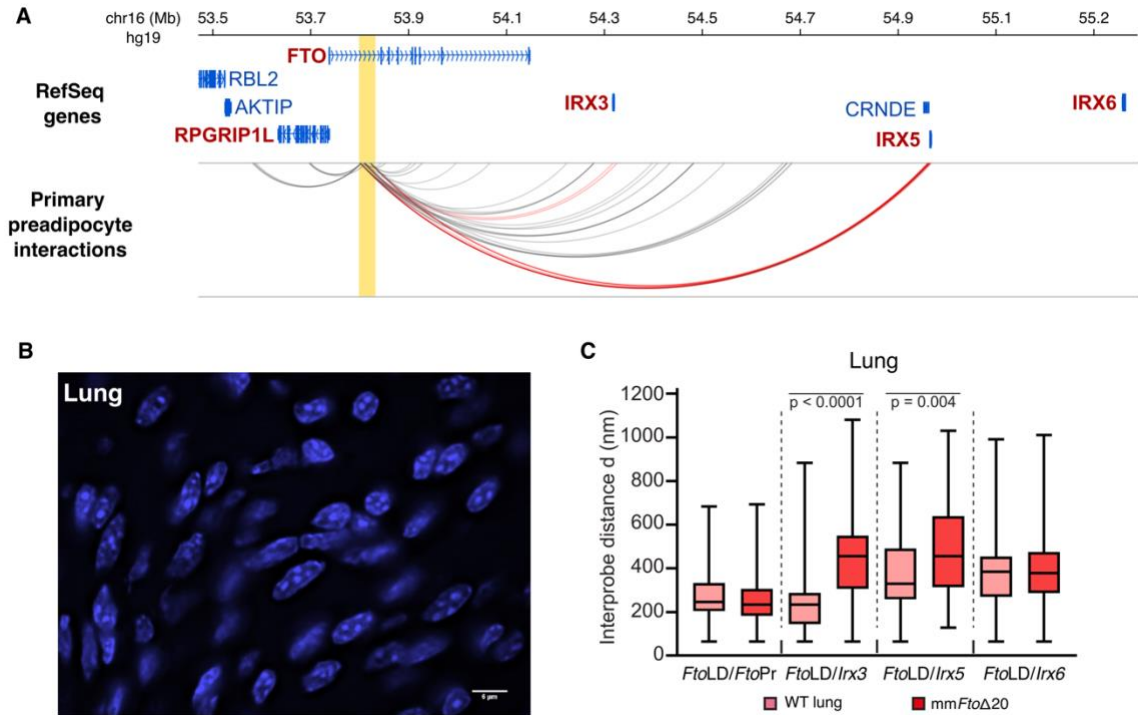 A
chr16 (Mb) 53.5 53.7 53.9 54.1 54.3 54.5 54.7 54.9 55.1 55.2
hg19
FTO
RBL2
RefSeq
genes
AKTIP
IRX3
CRNDE
IRX6
RPGRIP1L
IRX5
Primary
preadipocyte
interactions
B
Lung
6 µm
C
Lung
Interprobe distance d (nm)
1200
1000
800
600
400
200
0
p < 0.0001
p = 0.004
FtoLD/FtoPr FtoLD/Irx3 FtoLD/Irx5 FtoLD/Irx6
WT lung mmFtoΔ20